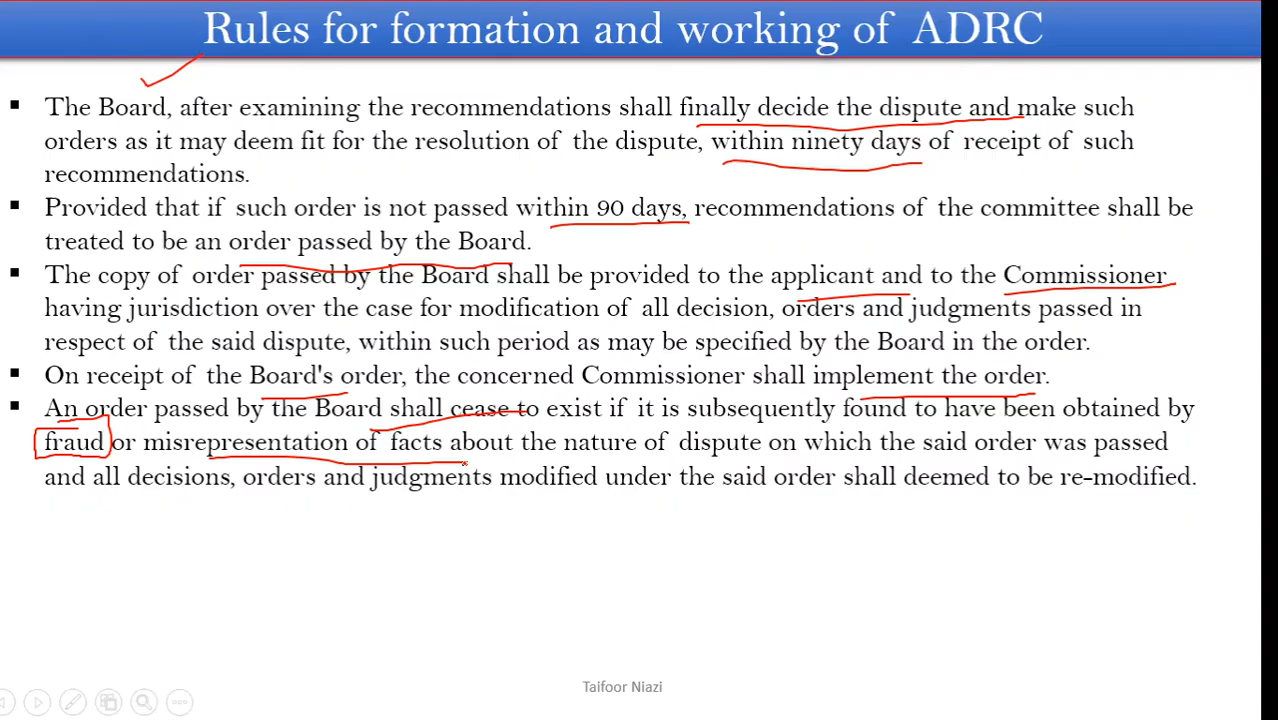 Rules for formation and working of ADRC
▪ The Board, after examining the recommendations shall finally decide the dispute and make such
orders as it may deem fit for the resolution of the dispute, within ninety days of receipt of such
recommendations.
▪ Provided that if such order is not passed within 90 days, recommendations of the committee shall be
treated to be an order passed by the Board.
▪ The copy of order passed by the Board shall be provided to the applicant and to the Commissioner
having jurisdiction over the case for modification of all decision, orders and judgments passed in
respect of the said dispute, within such period as may be specified by the Board in the order.
▪ On receipt of the Board's order, the concerned Commissioner shall implement the order.
▪ An order passed by the Board shall cease to exist if it is subsequently found to have been obtained by
fraud or misrepresentation of facts about the nature of dispute on which the said order was passed
and all decisions, orders and judgments modified under the said order shall deemed to be re-modified.
Taifoor Niazi